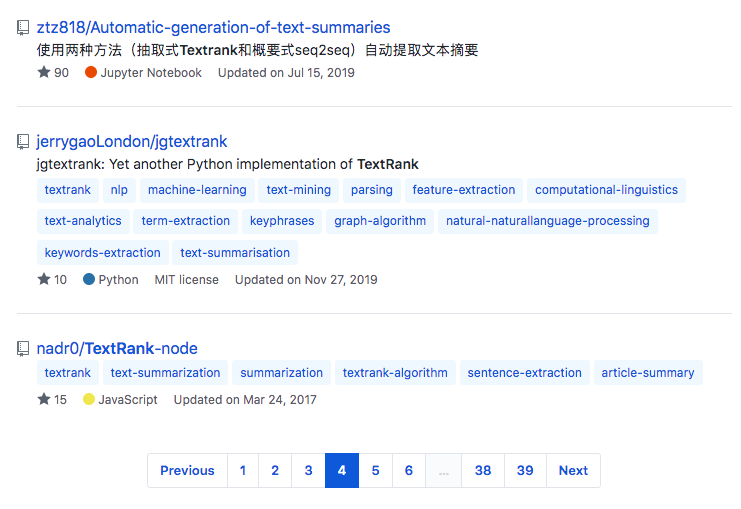 ztz818/Automatic-generation-of-text-summaries
使用两种方法（抽取式Textrank和概要式seq2seq）自动提取文本摘要
90 Jupyter Notebook Updated on Jul 15, 2019
jerrygaoLondon/jgtextrank
jgtextrank: Yet another Python implementation of TextRank
textrank nlp machine-learning text-mining parsing feature-extraction computational-linguistics
text-analytics term-extraction keyphrases graph-algorithm natural-naturallanguage-processing
keywords-extraction text-summarisation
10 Python MIT license Updated on Nov 27, 2019
nadr0/TextRank-node
textrank text-summarization summarization textrank-algorithm sentence-extraction article-summary
15 JavaScript Updated on Mar 24, 2017
Previous 1 2 3 4 5 6 ... 38 39 Next